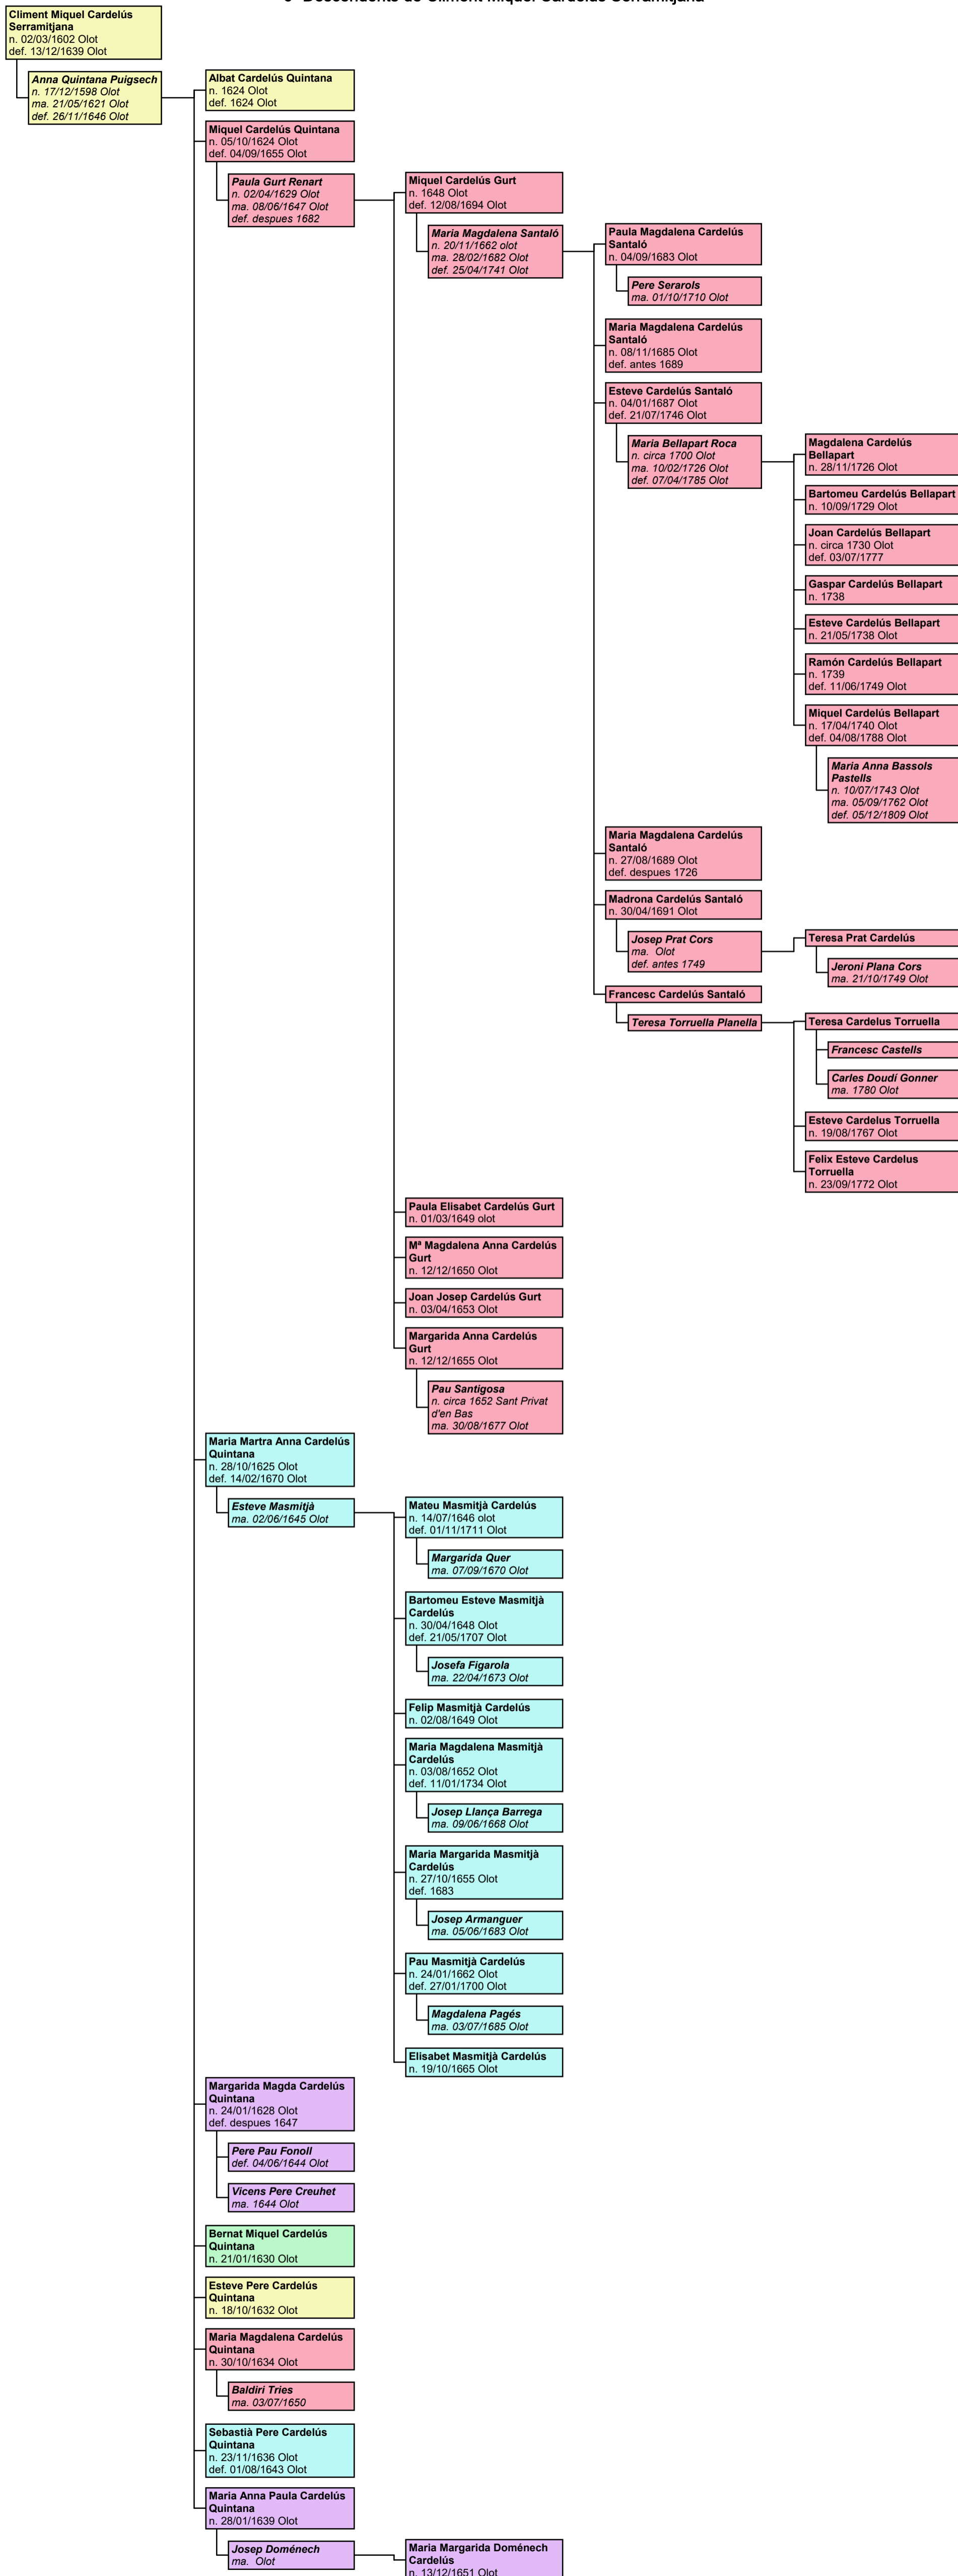 Climent Miquel Cardelús
Serramitjana
n. 02/03/1602 Olot
def. 13/12/1639 Olot
Anna Quintana Puigsech
n. 17/12/1598 Olot
ma. 21/05/1621 Olot
def. 26/11/1646 Olot
Albat Cardelús Quintana
n. 1624 Olot
def. 1624 Olot
Miquel Cardelús Quintana
n. 05/10/1624 Olot
def. 04/09/1655 Olot
Paula Gurt Renart
n. 02/04/1629 Olot
ma. 08/06/1647 Olot
def. despues 1682
Miquel Cardelús Gurt
n. 1648 Olot
def. 12/08/1694 Olot
Maria Magdalena Santaló
n. 20/11/1662 olot
ma. 28/02/1682 Olot
def. 25/04/1741 Olot
Paula Magdalena Cardelús
Santaló
n. 04/09/1683 Olot
Pere Serarols
ma. 01/10/1710 Olot
Maria Magdalena Cardelús
Santaló
n. 08/11/1685 Olot
def. antes 1689
Esteve Cardelús Santaló
n. 04/01/1687 Olot
def. 21/07/1746 Olot
Maria Bellapart Roca
n. circa 1700 Olot
ma. 10/02/1726 Olot
def. 07/04/1785 Olot
Magdalena Cardelús
Bellapart
n. 28/11/1726 Olot
Bartomeu Cardelús Bellapart
n. 10/09/1729 Olot
Joan Cardelús Bellapart
n. circa 1730 Olot
def. 03/07/1777
Gaspar Cardelús Bellapart
n. 1738
Esteve Cardelús Bellapart
n. 21/05/1738 Olot
Ramón Cardelús Bellapart
n. 1739
def. 11/06/1749 Olot
Miquel Cardelús Bellapart
n. 17/04/1740 Olot
def. 04/08/1788 Olot
Maria Anna Bassols
Pastells
n. 10/07/1743 Olot
ma. 05/09/1762 Olot
def. 05/12/1809 Olot
Maria Magdalena Cardelús
Santaló
n. 27/08/1689 Olot
def. despues 1726
Madrona Cardelús Santaló
n. 30/04/1691 Olot
Josep Prat Cors
ma. Olot
def. antes 1749
Teresa Prat Cardelús
Jeroni Plana Cors
ma. 21/10/1749 Olot
Francesc Cardelús Santaló
Teresa Torruella Planella
Teresa Cardelus Torruella
Francesc Castells
Carles Doudí Gonner
ma. 1780 Olot
Esteve Cardelus Torruella
n. 19/08/1767 Olot
Felix Esteve Cardelus
Torruella
n. 23/09/1772 Olot
Paula Elisabet Cardelús Gurt
n. 01/03/1649 olot
Mª Magdalena Anna Cardelús
Gurt
n. 12/12/1650 Olot
Joan Josep Cardelús Gurt
n. 03/04/1653 Olot
Margarida Anna Cardelús
Gurt
n. 12/12/1655 Olot
Pau Santigosa
n. circa 1652 Sant Privat
d'en Bas
ma. 30/08/1677 Olot
Maria Martra Anna Cardelús
Quintana
n. 28/10/1625 Olot
def. 14/02/1670 Olot
Esteve Masmitjà
ma. 02/06/1645 Olot
Mateu Masmitjà Cardelús
n. 14/07/1646 olot
def. 01/11/1711 Olot
Margarida Quer
ma. 07/09/1670 Olot
Bartomeu Esteve Masmitjà
Cardelús
n. 30/04/1648 Olot
def. 21/05/1707 Olot
Josefa Figarola
ma. 22/04/1673 Olot
Felip Masmitjà Cardelús
n. 02/08/1649 Olot
Maria Magdalena Masmitjà
Cardelús
n. 03/08/1652 Olot
def. 11/01/1734 Olot
Josep Llança Barrega
ma. 09/06/1668 Olot
Maria Margarida Masmitjà
Cardelús
n. 27/10/1655 Olot
def. 1683
Josep Armanguer
ma. 05/06/1683 Olot
Pau Masmitjà Cardelús
n. 24/01/1662 Olot
def. 27/01/1700 Olot
Magdalena Pagés
ma. 03/07/1685 Olot
Elisabet Masmitjà Cardelús
n. 19/10/1665 Olot
Margarida Magda Cardelús
Quintana
n. 24/01/1628 Olot
def. despues 1647
Pere Pau Fonoll
def. 04/06/1644 Olot
Vicens Pere Creuhet
ma. 1644 Olot
Bernat Miquel Cardelús
Quintana
n. 21/01/1630 Olot
Esteve Pere Cardelús
Quintana
n. 18/10/1632 Olot
Maria Magdalena Cardelús
Quintana
n. 30/10/1634 Olot
Baldiri Tries
ma. 03/07/1650
Sebastià Pere Cardelús
Quintana
n. 23/11/1636 Olot
def. 01/08/1643 Olot
Maria Anna Paula Cardelús
Quintana
n. 28/01/1639 Olot
Josep Doménech
ma. Olot
Maria Margarida Doménech
Cardelús
n. 13/12/1651 Olot